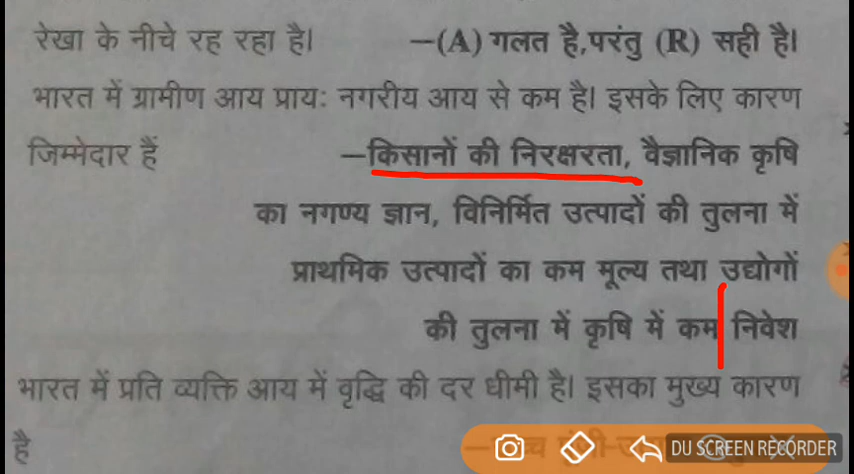 रेखा के नीचे रह रहा है। –(A) गलत है,परंतु (R) सही है।
भारत में ग्रामीण आय प्रायः नगरीय आय से कम है। इसके लिए कारण
जिम्मेदार हैं –किसानों की निरक्षरता, वैज्ञानिक कृषि
का नगण्य ज्ञान, विनिर्मित उत्पादों की तुलना में
प्राथमिक उत्पादों का कम मूल्य तथा उद्योगों
की तुलना में कृषि में कम निवेश
भारत में प्रति व्यक्ति आय में वृद्धि की दर धीमी है। इसका मुख्य कारण
है
DU SCREEN RECORDER